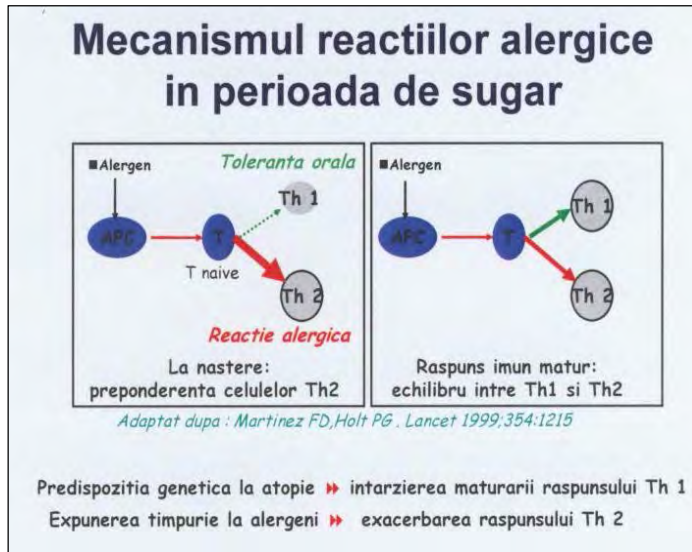 Mecanismul reactiilor alergice
in perioada de sugar
■Alergen
Toleranta orala
Th 1
APC
T
T naive
Th 2
Reactie alergica
La nastere:
preponderenta celulelor Th2
■Alergen
Th 1
APC
T
Th 2
Raspuns imun matur:
echilibru intre Th1 si Th2
Adaptat dupa : Martinez FD,Holt PG . Lancet 1999;354:1215
Predispozitia genetica la atopie » intarzierea maturarii raspunsului Th 1
Expunerea timpurie la alergeni » exacerbarea raspunsului Th 2